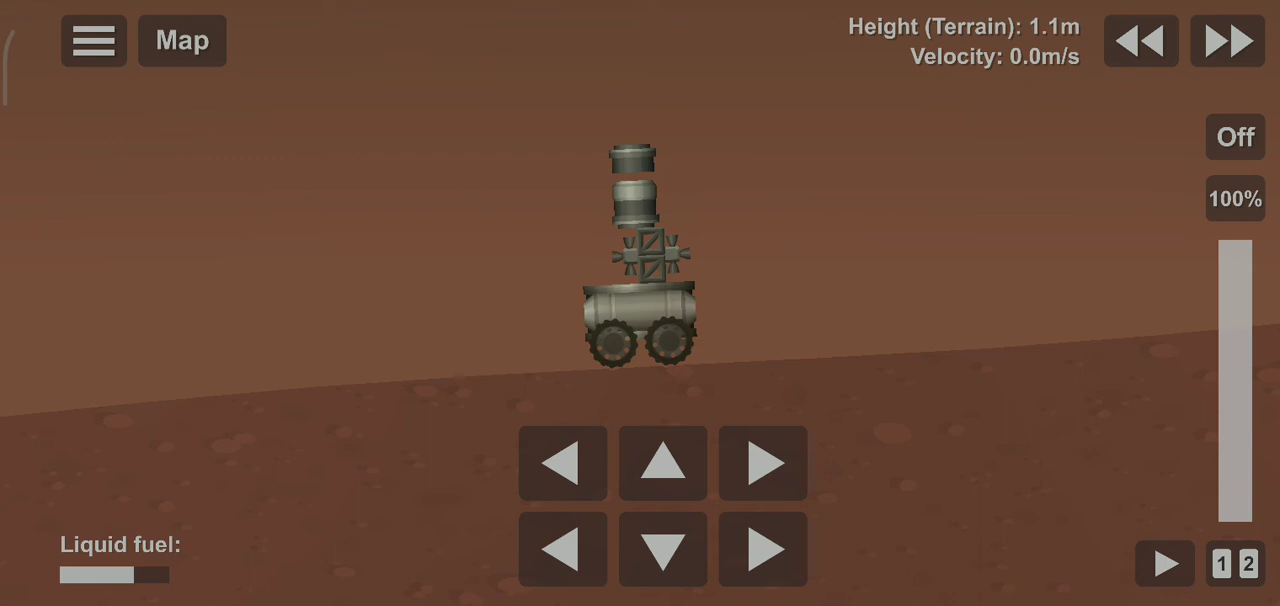 Map
Height (Terrain): 1.1m
Velocity: 0.0m/s
Off
100%
Liquid fuel:
1 2